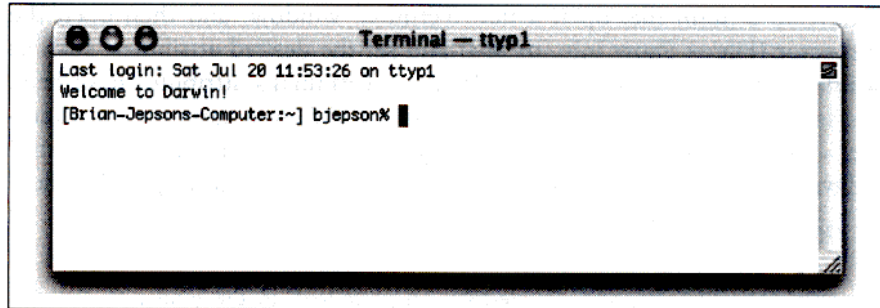 Terminal — ttyp1
Last login: Sat Jul 20 11:53:26 on ttyp1
Welcome to Darwin!
[Brian-Jepsons-Computer:~] bjepson%